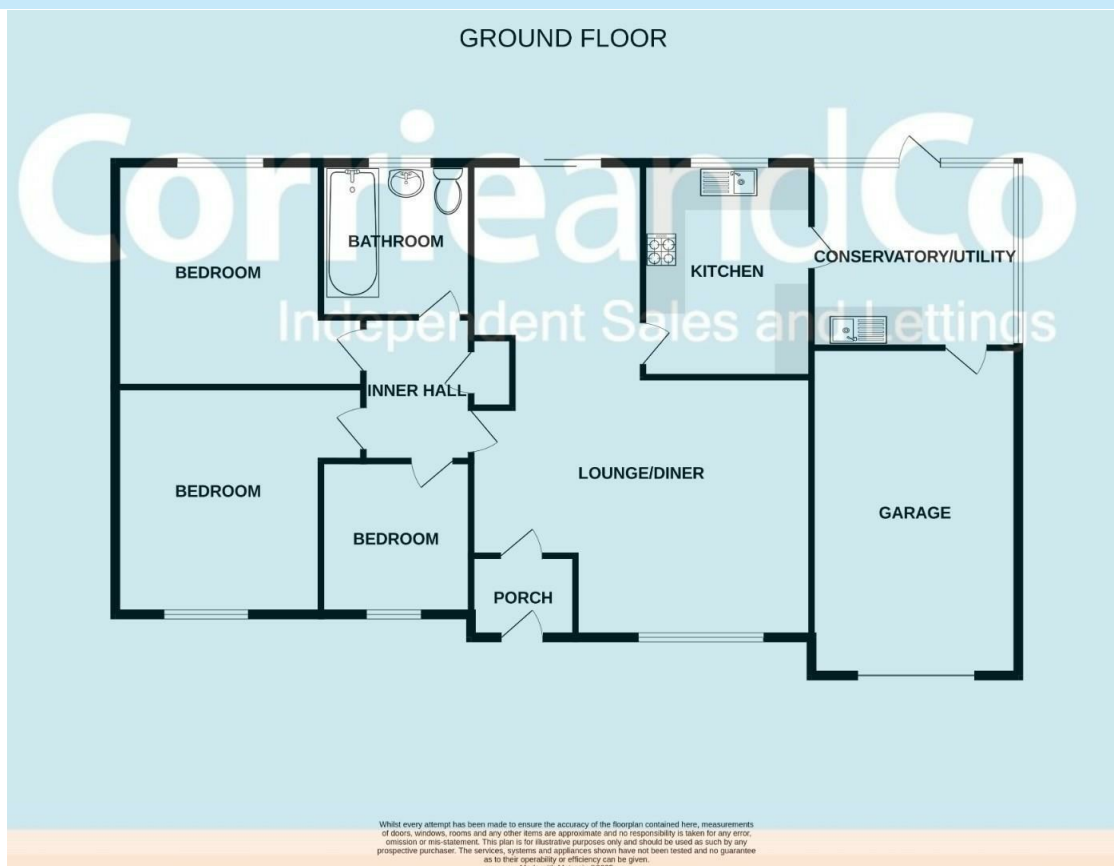 GROUND FLOOR
CorrieandCo
Independent Sales and Lettings
BATHROOM
BEDROOM
KITCHEN
CONSERVATORY/UTILITY
INNER HALL
LOUNGE/DINER
BEDROOM
GARAGE
BEDROOM
PORCH
Whilst every attempt has been made to ensure the accuracy of the floorplan contained here, measurements
of doors, windows, rooms and any other items are approximate and no responsibility is taken for any error,
omission or mis-statement. This plan is for illustrative purposes only and should be used as such by any
prospective purchaser. The services, systems and appliances shown have not been tested and no guarantee
as to their operability or efficiency can be given.